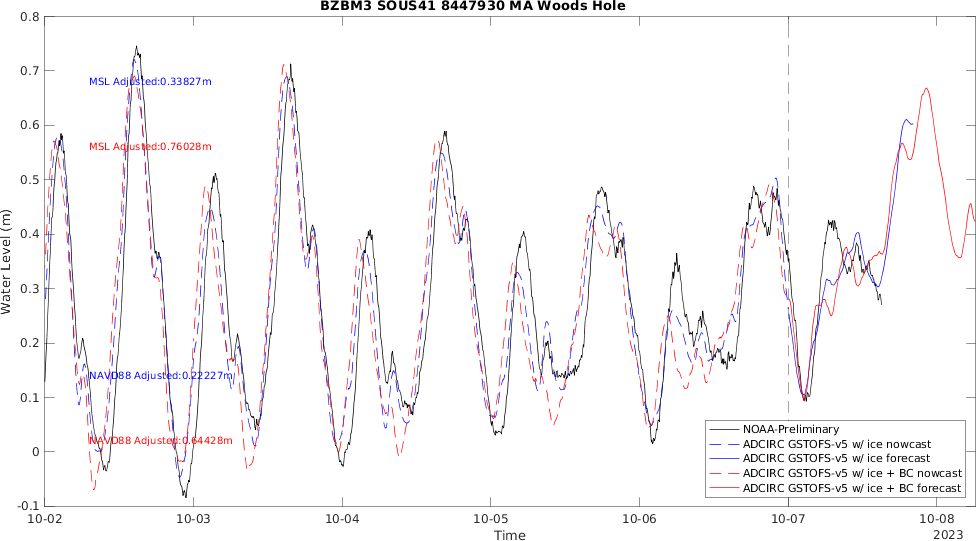 BZBM3 SOUS41 8447930 MA Woods Hole
0.8
0.7
0.6
0.5
0.4
0.3
0.2
0.1
0
-0.1
Water Level (m)
MSL Adjusted:0.33827m
MSL Adjusted:0.76028m
NAVD88 Adjusted:0.22227m
NAVD88 Adjusted:0.64428m
NOAA-Preliminary
ADCIRC GSTOFS-v5 w/ ice nowcast
ADCIRC GSTOFS-v5 w/ ice forecast
ADCIRC GSTOFS-v5 w/ ice + BC nowcast
ADCIRC GSTOFS-v5 w/ ice + BC forecast
10-02 10-03 10-04 10-05 10-06 10-07 10-08
Time
2023